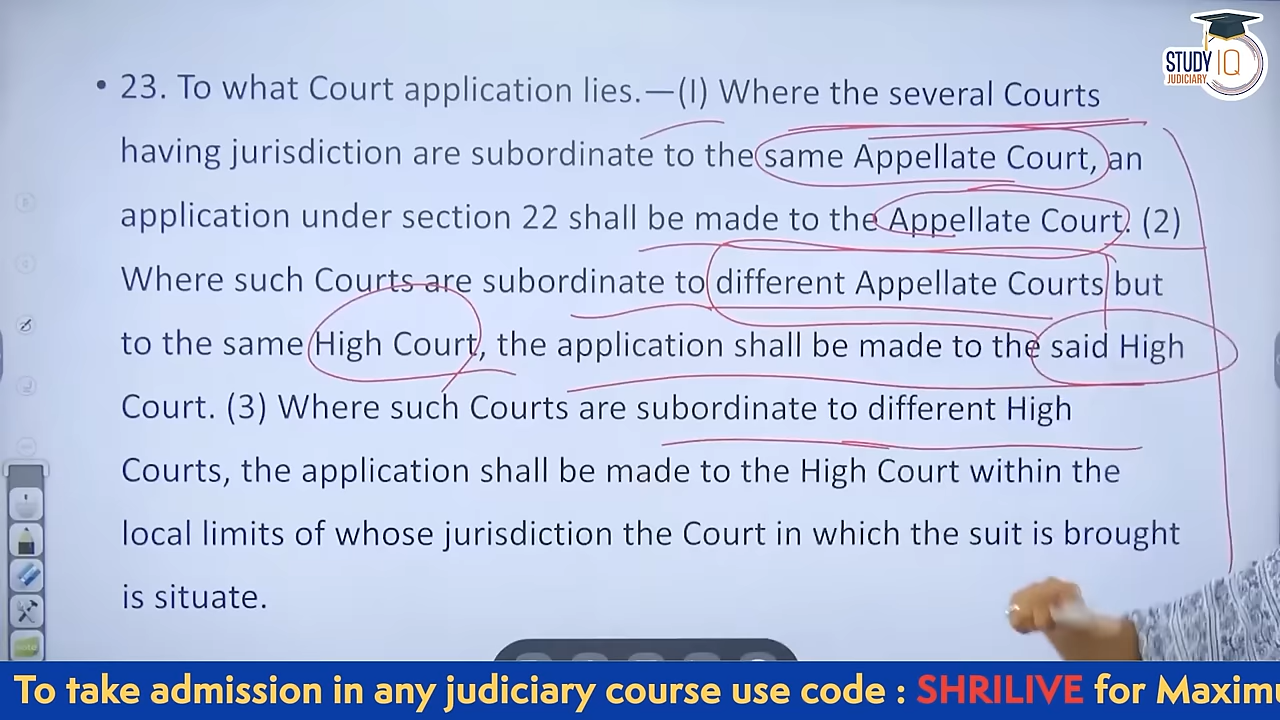 STUDY IQ
JUDICIARY
• 23. To what Court application lies.—(I) Where the several Courts
having jurisdiction are subordinate to the same Appellate Court, an
application under section 22 shall be made to the Appellate Court. (2)
Where such Courts are subordinate to different Appellate Courts but
to the same High Court, the application shall be made to the said High
Court. (3) Where such Courts are subordinate to different High
Courts, the application shall be made to the High Court within the
local limits of whose jurisdiction the Court in which the suit is brought
is situate.
To take admission in any judiciary course use code : SHRILIVE for Maximu